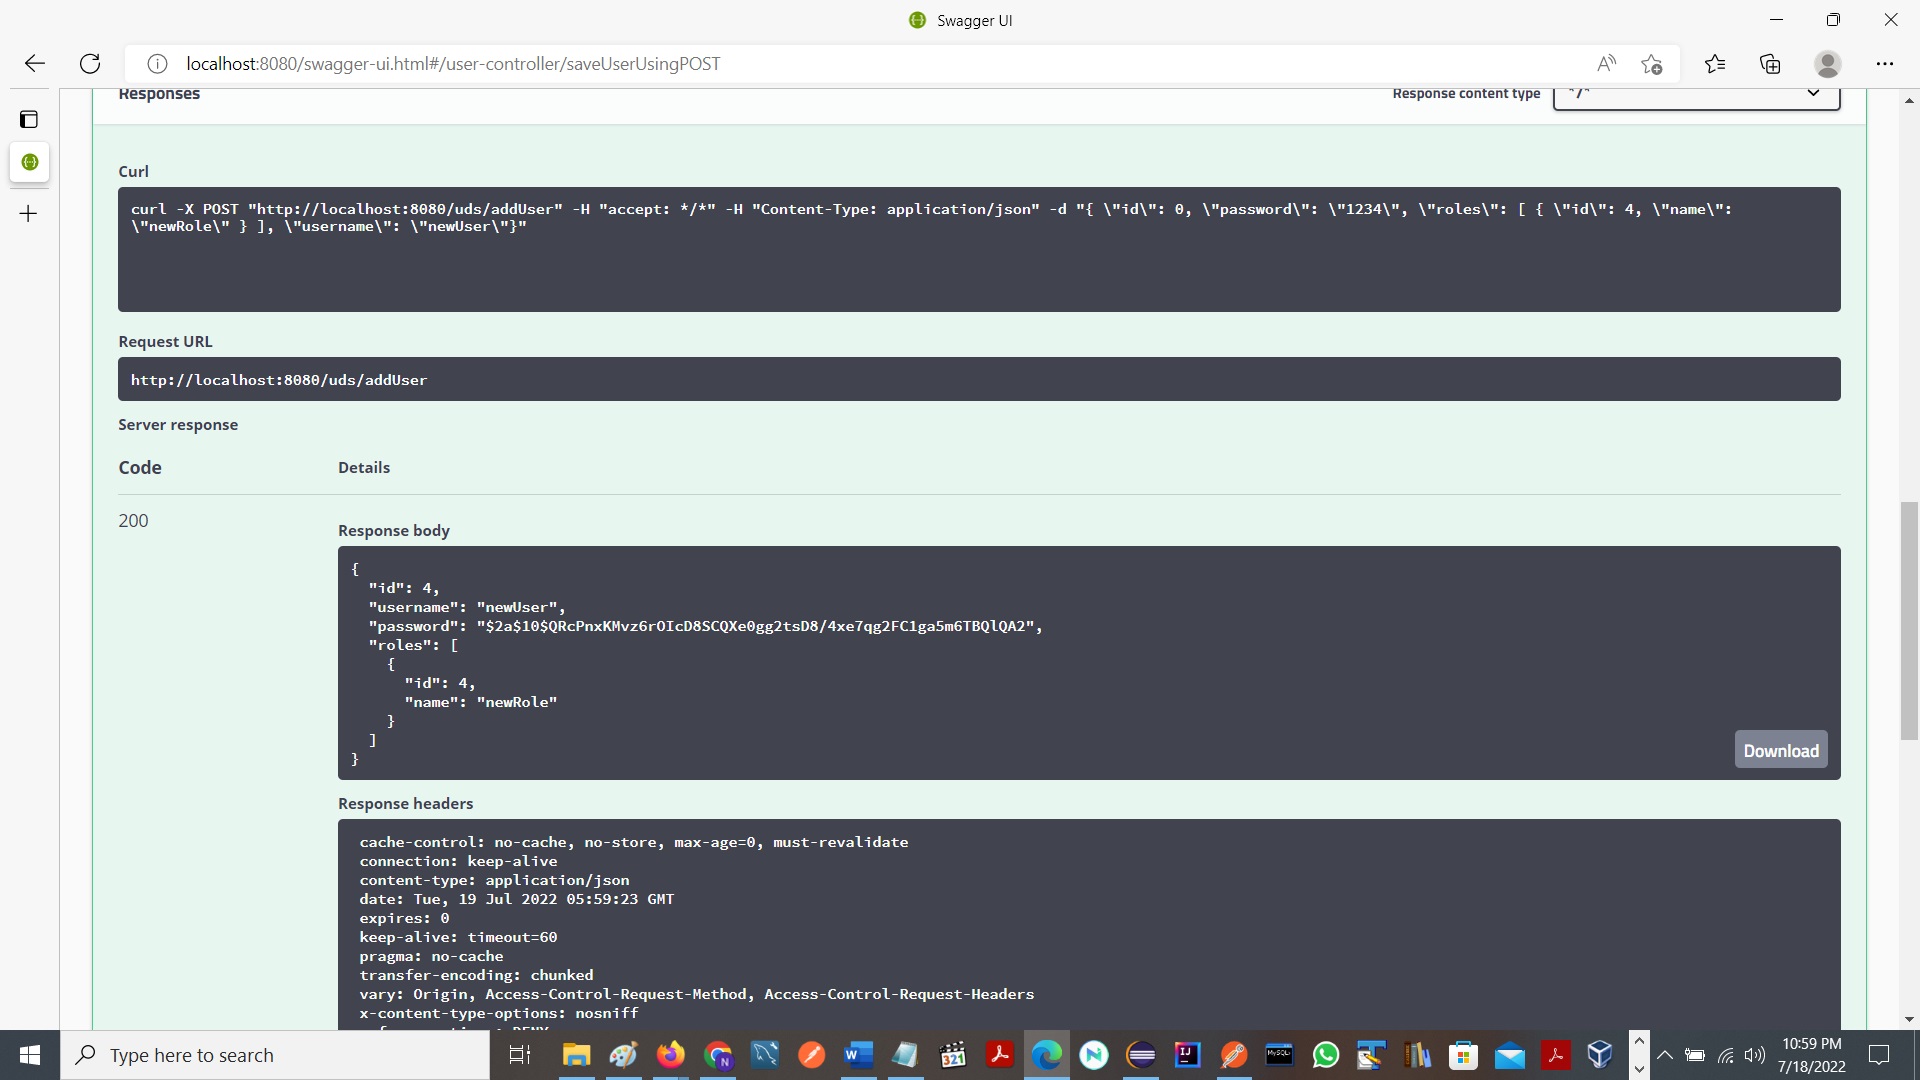 Swagger UI
localhost:8080/swagger-ui.html#/user-controller/saveUserUsingPOST
Responses
Response content type
*/*
Curl
curl -X POST "http://localhost:8080/uds/addUser" -H "accept: */*" -H "Content-Type: application/json" -d "{ \"id\": 0, \"password\": \"1234\", \"roles\": [ { \"id\": 4, \"name\":
\"newRole\" } ], \"username\": \"newUser\"}"
Request URL
http://localhost:8080/uds/addUser
Server response
Code Details
200
Response body
{
"id": 4,
"username": "newUser",
"password": "$2a$10$QRcPnxKMvz6rOIcD8SCQXe0gg2tsD8/4xe7qg2FC1ga5m6TBQlQA2",
"roles": [
{
"id": 4,
"name": "newRole"
}
]
}
Download
Response headers
cache-control: no-cache, no-store, max-age=0, must-revalidate
connection: keep-alive
content-type: application/json
date: Tue, 19 Jul 2022 05:59:23 GMT
expires: 0
keep-alive: timeout=60
pragma: no-cache
transfer-encoding: chunked
vary: Origin, Access-Control-Request-Method, Access-Control-Request-Headers
x-content-type-options: nosniff
Type here to search
10:59 PM
7/18/2022